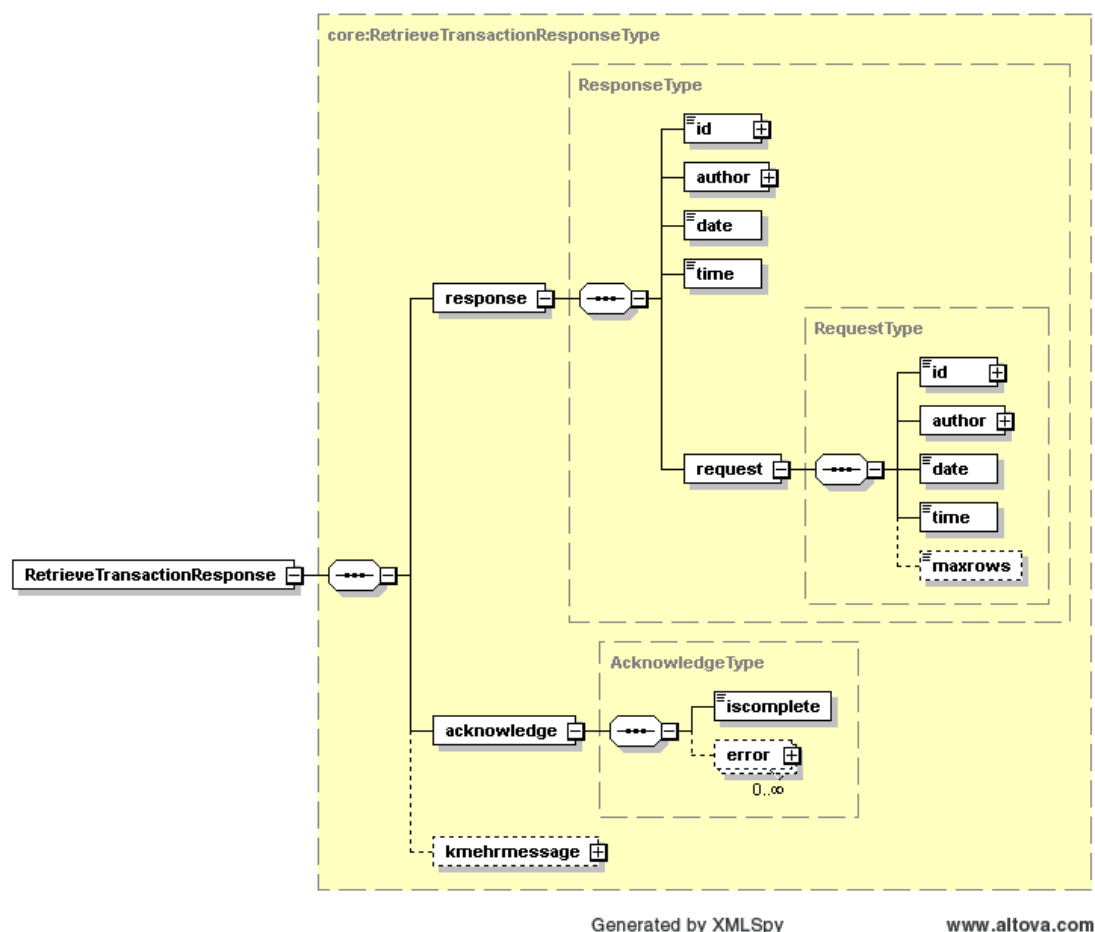 core:RetrieveTransactionResponseType
ResponseType
id
author
date
time
response
RequestType
id
author
date
time
maxrows
request
RetrieveTransactionResponse
AcknowledgeType
iscomplete
error
0..∞
acknowledge
kmehrmessage
Generated by XMLSpy
www.altova.com